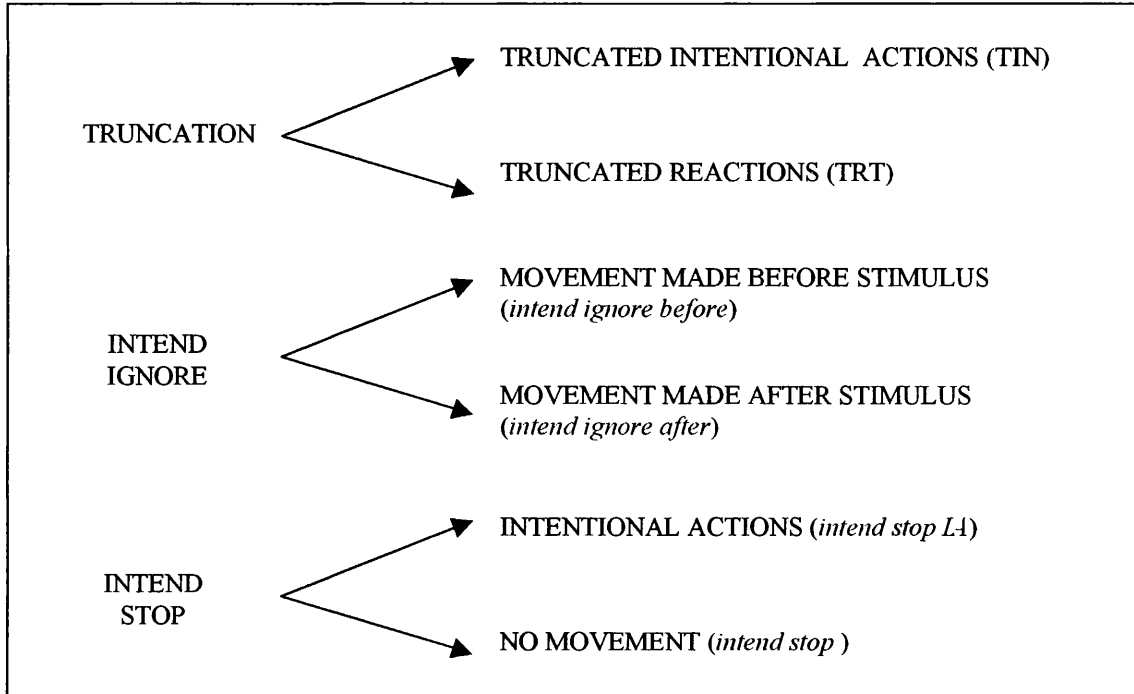 TRUNCATED INTENTIONAL ACTIONS (TIN)
TRUNCATION
TRUNCATED REACTIONS (TRT)
MOVEMENT MADE BEFORE STIMULUS
(intend ignore before)
INTEND
IGNORE
MOVEMENT MADE AFTER STIMULUS
(intend ignore after)
INTENTIONAL ACTIONS (intend stop IA)
INTEND
STOP
NO MOVEMENT (intend stop )